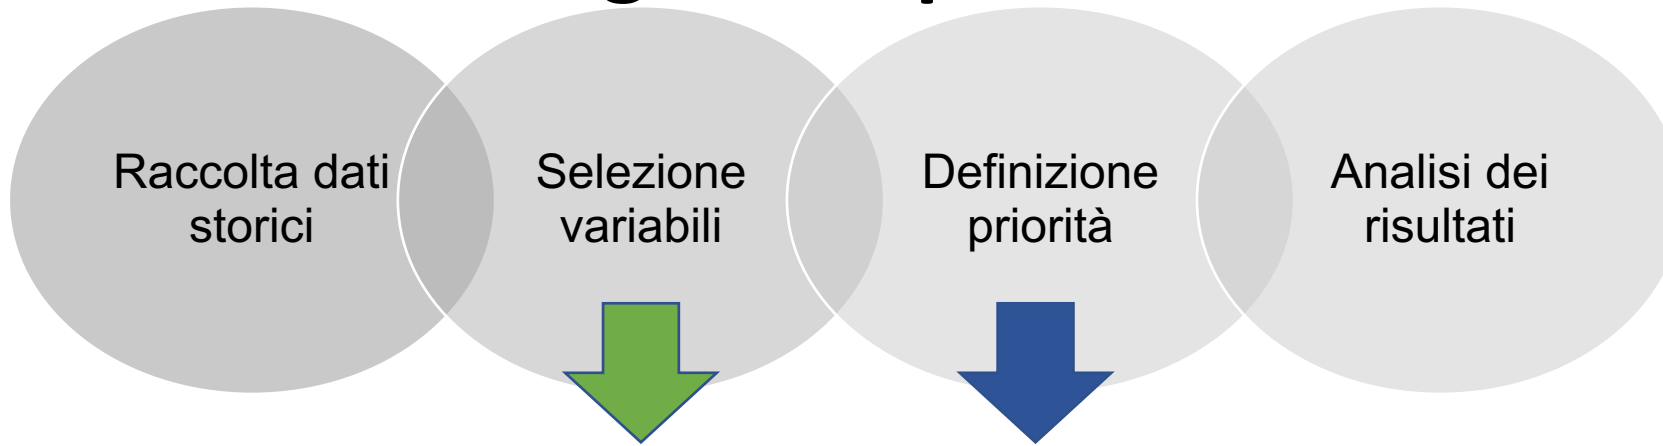 Raccolta dati
storici
Selezione
variabili
Definizione
priorità
Analisi dei
risultati